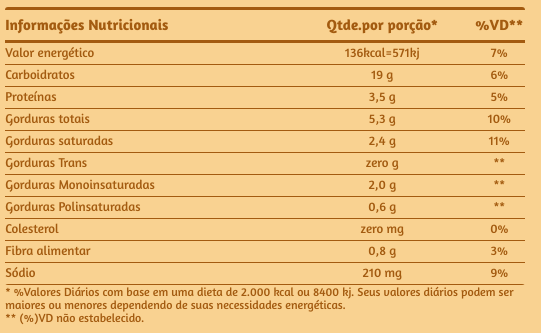 Informações Nutricionais Qtde.por porção* %VD**
Valor energético 136kcal=571kj 7%
Carboidratos 19 g 6%
Proteínas 3,5 g 5%
Gorduras totais 5,3 g 10%
Gorduras saturadas 2,4 g 11%
Gorduras Trans zero g **
Gorduras Monoinsaturadas 2,0 g **
Gorduras Polinsaturadas 0,6 g **
Colesterol zero mg 0%
Fibra alimentar 0,8 g 3%
Sódio 210 mg 9%
* %Valores Diários com base em uma dieta de 2.000 kcal ou 8400 kj. Seus valores diários podem ser
maiores ou menores dependendo de suas necessidades energéticas.
** (%)VD não estabelecido.